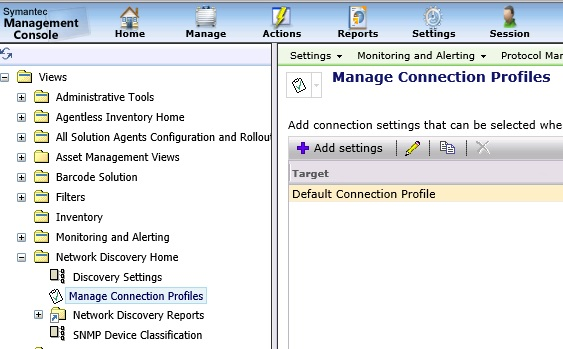 Symantec
Management
Console
Home
Manage
Actions
Reports
Settings
Session
Settings
Monitoring and Alerting
Protocol Mar
Views
Administrative Tools
Agentless Inventory Home
All Solution Agents Configuration and Rollout
Asset Management Views
Barcode Solution
Filters
Inventory
Monitoring and Alerting
Network Discovery Home
Discovery Settings
Manage Connection Profiles
Network Discovery Reports
SNMP Device Classification
Manage Connection Profiles
Add connection settings that can be selected whe
Add settings
Target
Default Connection Profile